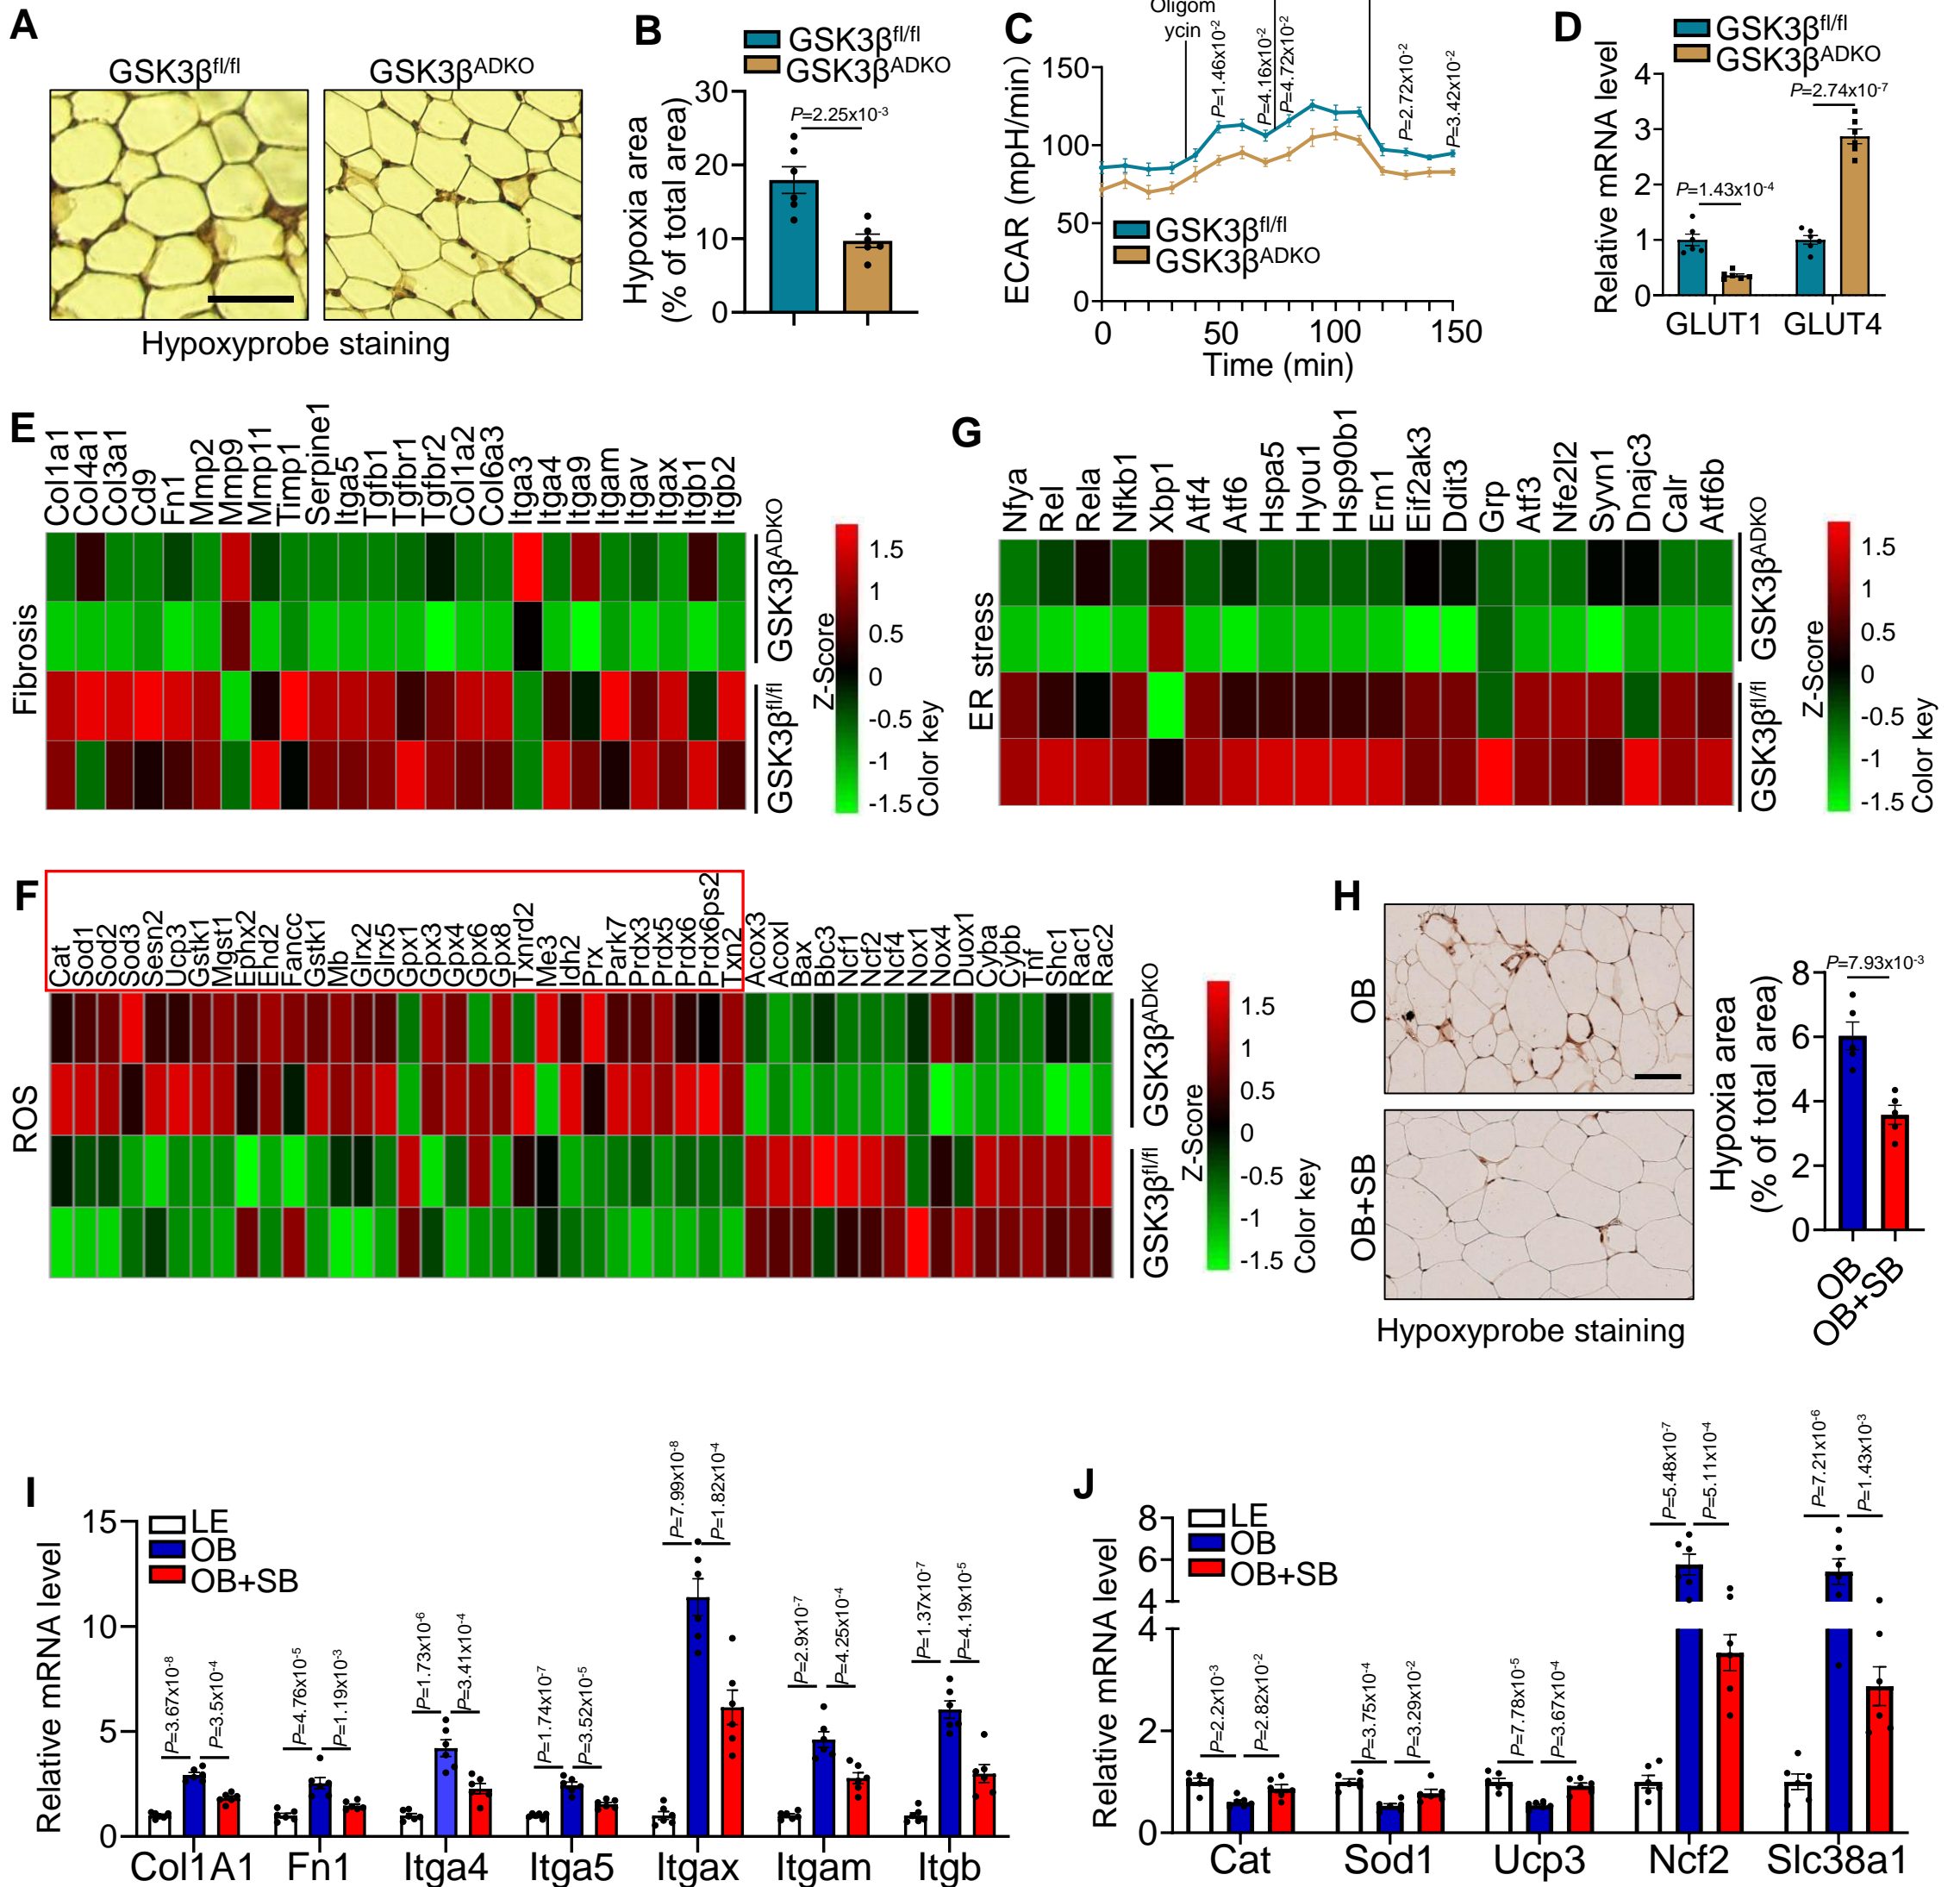 A
GSK3βfl/fl
GSK3βADKO
Hypoxyprobe staining
B
GSK3βfl/fl
GSK3βADKO
Hypoxia area
(% of total area)
30
20
10
0
P=2.25x10-3
C
Oligom
ycin
P=1.46x10-2
P=4.16x10-2
P=4.72x10-2
P=2.72x10-2
P=3.42x10-2
ECAR (mpH/min)
150
100
50
0
GSK3βfl/fl
GSK3βADKO
0 50 100 150
Time (min)
D
GSK3βfl/fl
GSK3βADKO
Relative mRNA level
4
3
2
1
0
P=1.43x10-4
P=2.74x10-7
GLUT1 GLUT4
E
Col1a1 Col4a1 Col3a1 Cd9 Fn1 Mmp2 Mmp9 Mmp11 Timp1 Serpine1 Itga5 Tgfb1 Tgfbr1 Tgfbr2 Col1a2 Col6a3 Itga3 Itga4 Itga9 Itgam Itgav Itgax Itgb1 Itgb2
Fibrosis
GSK3βADKO
GSK3βfl/fl
Z-Score
1.5
1
0.5
0
-0.5
-1
-1.5
Color key
G
Nfya Rel Rela Nfkb1 Xbp1 Atf4 Atf6 Hspa5 Hyou1 Hsp90b1 Ern1 Eif2ak3 Ddit3 Grp Atf3 Nfe2l2 Syvn1 Dnajc3 Calr Atf6b
ER stress
GSK3βADKO
GSK3βfl/fl
Z-Score
1.5
1
0.5
0
-0.5
-1
-1.5
Color key
F
Cat Sod1 Sod2 Sod3 Sesn2 Ucp3 Gstk1 Mgst1 Ephx2 Ehd2 Fancc Gstk1 Mb Glrx2 Glrx5 Gpx1 Gpx3 Gpx4 Gpx6 Gpx8 Txnrd2 Me3 Idh2 Prx Park7 Prdx3 Prdx5 Prdx6 Prdx6ps2 Txn2 Acox3 Acoxl Bax Bbc3 Ncf1 Ncf2 Ncf4 Nox1 Nox4 Duox1 Cyba Cybb Tnf Shc1 Rac1 Rac2
ROS
GSK3βADKO
GSK3βfl/fl
Z-Score
1.5
1
0.5
0
-0.5
-1
-1.5
Color key
H
OB
OB+SB
Hypoxyprobe staining
Hypoxia area
(% of total area)
8
6
4
2
0
P=7.93x10-3
OB
OB+SB
I
LE
OB
OB+SB
Relative mRNA level
15
10
5
0
P=3.67x10-8
P=3.5x10-4
P=4.76x10-5
P=1.19x10-3
P=1.73x10-6
P=3.41x10-4
P=1.74x10-7
P=3.52x10-5
P=7.99x10-8
P=1.82x10-4
P=2.9x10-7
P=4.25x10-4
P=1.37x10-7
P=4.19x10-5
Col1A1 Fn1 Itga4 Itga5 Itgax Itgam Itgb
J
LE
OB
OB+SB
Relative mRNA level
8
6
4
4
2
0
P=2.2x10-3
P=2.82x10-2
P=3.75x10-4
P=3.29x10-2
P=7.78x10-5
P=3.67x10-4
P=5.48x10-7
P=5.11x10-4
P=7.21x10-6
P=1.43x10-3
Cat Sod1 Ucp3 Ncf2 Slc38a1